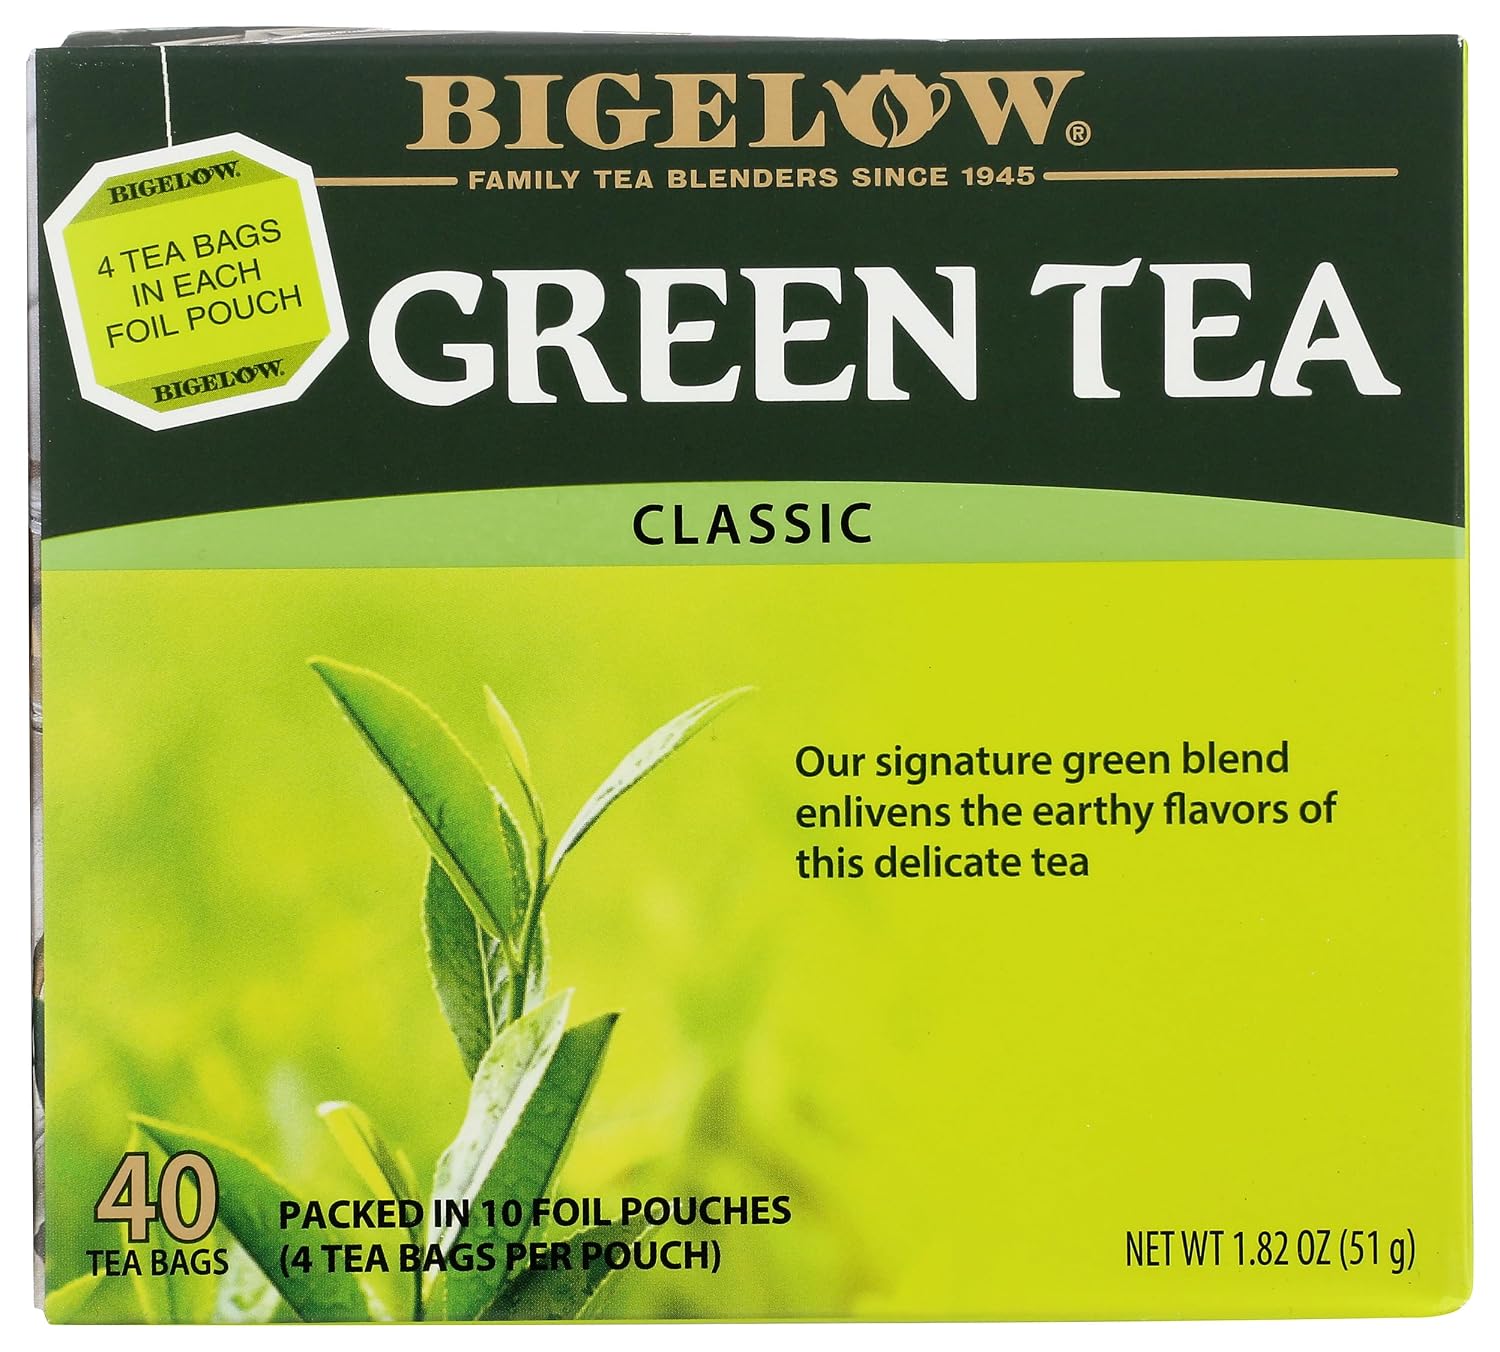 BIGELOW®
FAMILY TEA BLENDERS SINCE 1945
BIGELOW.
4 TEA BAGS
IN EACH
FOIL POUCH
BIGELOW.
GREEN TEA
CLASSIC
Our signature green blend
enlivens the earthy flavors of
this delicate tea
40
TEA BAGS
PACKED IN 10 FOIL POUCHES
(4 TEA BAGS PER POUCH)
NET WT 1.82 OZ (51 g)